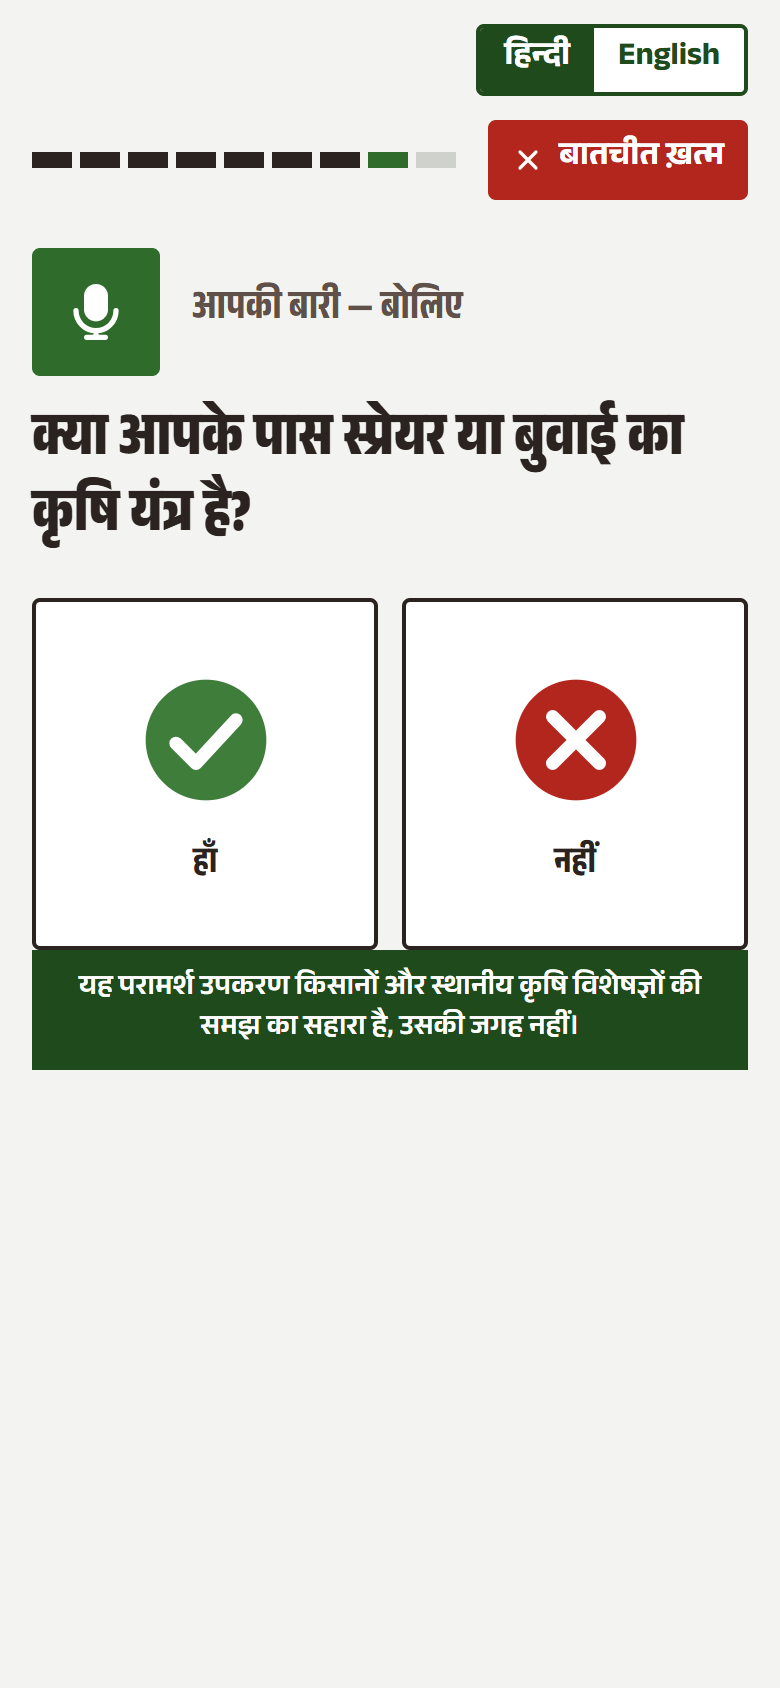 हिन्दी English
बातचीत ख़त्म
आपकी बारी – बोलिए
क्या आपके पास स्प्रेयर या बुवाई का
कृषि यंत्र है?
हाँ नहीं
यह परामर्श उपकरण किसानों और स्थानीय कृषि विशेषज्ञों की
समझ का सहारा है, उसकी जगह नहीं।